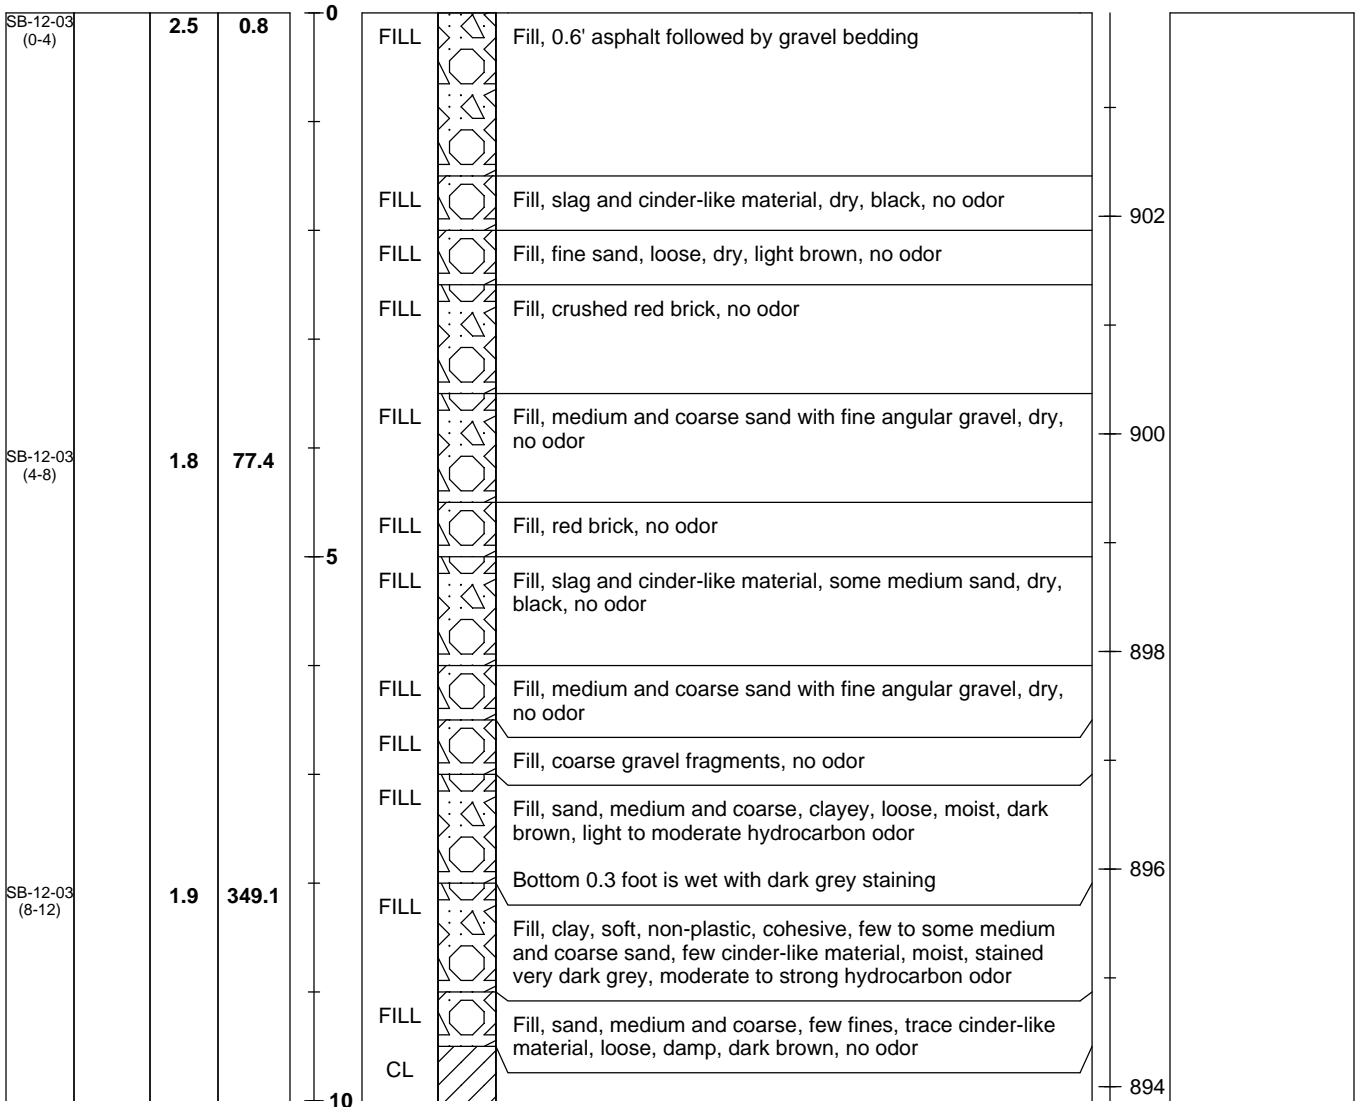 SB-12-03
(0-4)
2.5
0.8
0
FILL
Fill, 0.6' asphalt followed by gravel bedding
FILL
Fill, slag and cinder-like material, dry, black, no odor
902
FILL
Fill, fine sand, loose, dry, light brown, no odor
FILL
Fill, crushed red brick, no odor
FILL
Fill, medium and coarse sand with fine angular gravel, dry,
no odor
900
SB-12-03
(4-8)
1.8
77.4
FILL
Fill, red brick, no odor
5
FILL
Fill, slag and cinder-like material, some medium sand, dry,
black, no odor
898
FILL
Fill, medium and coarse sand with fine angular gravel, dry,
no odor
FILL
Fill, coarse gravel fragments, no odor
FILL
Fill, sand, medium and coarse, clayey, loose, moist, dark
brown, light to moderate hydrocarbon odor
Bottom 0.3 foot is wet with dark grey staining
896
SB-12-03
(8-12)
1.9
349.1
FILL
Fill, clay, soft, non-plastic, cohesive, few to some medium
and coarse sand, few cinder-like material, moist, stained
very dark grey, moderate to strong hydrocarbon odor
FILL
Fill, sand, medium and coarse, few fines, trace cinder-like
material, loose, damp, dark brown, no odor
CL
894
10